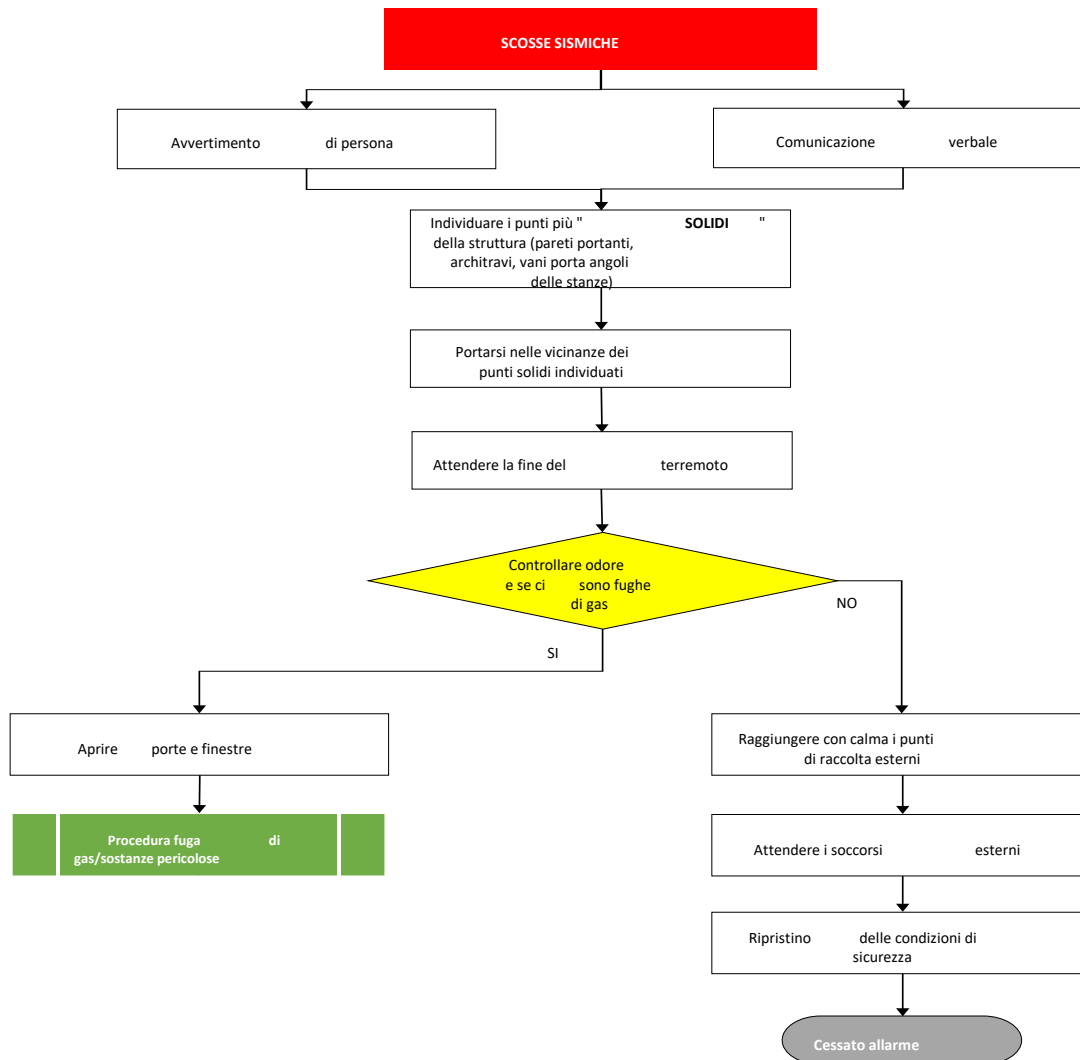 SCOSSE SISMICHE
Avvertimento di persona
Comunicazione verbale
Individuare i punti più " SOLIDI "
della struttura (pareti portanti,
architravi, vani porta angoli
delle stanze)
Portarsi nelle vicinanze dei
punti solidi individuati
Attendere la fine del terremoto
Controllare odore
e se ci sono fughe
di gas
NO
SI
Aprire porte e finestre
Procedura fuga di
gas/sostanze pericolose
Raggiungere con calma i punti
di raccolta esterni
Attendere i soccorsi esterni
Ripristino delle condizioni di
sicurezza
Cessato allarme